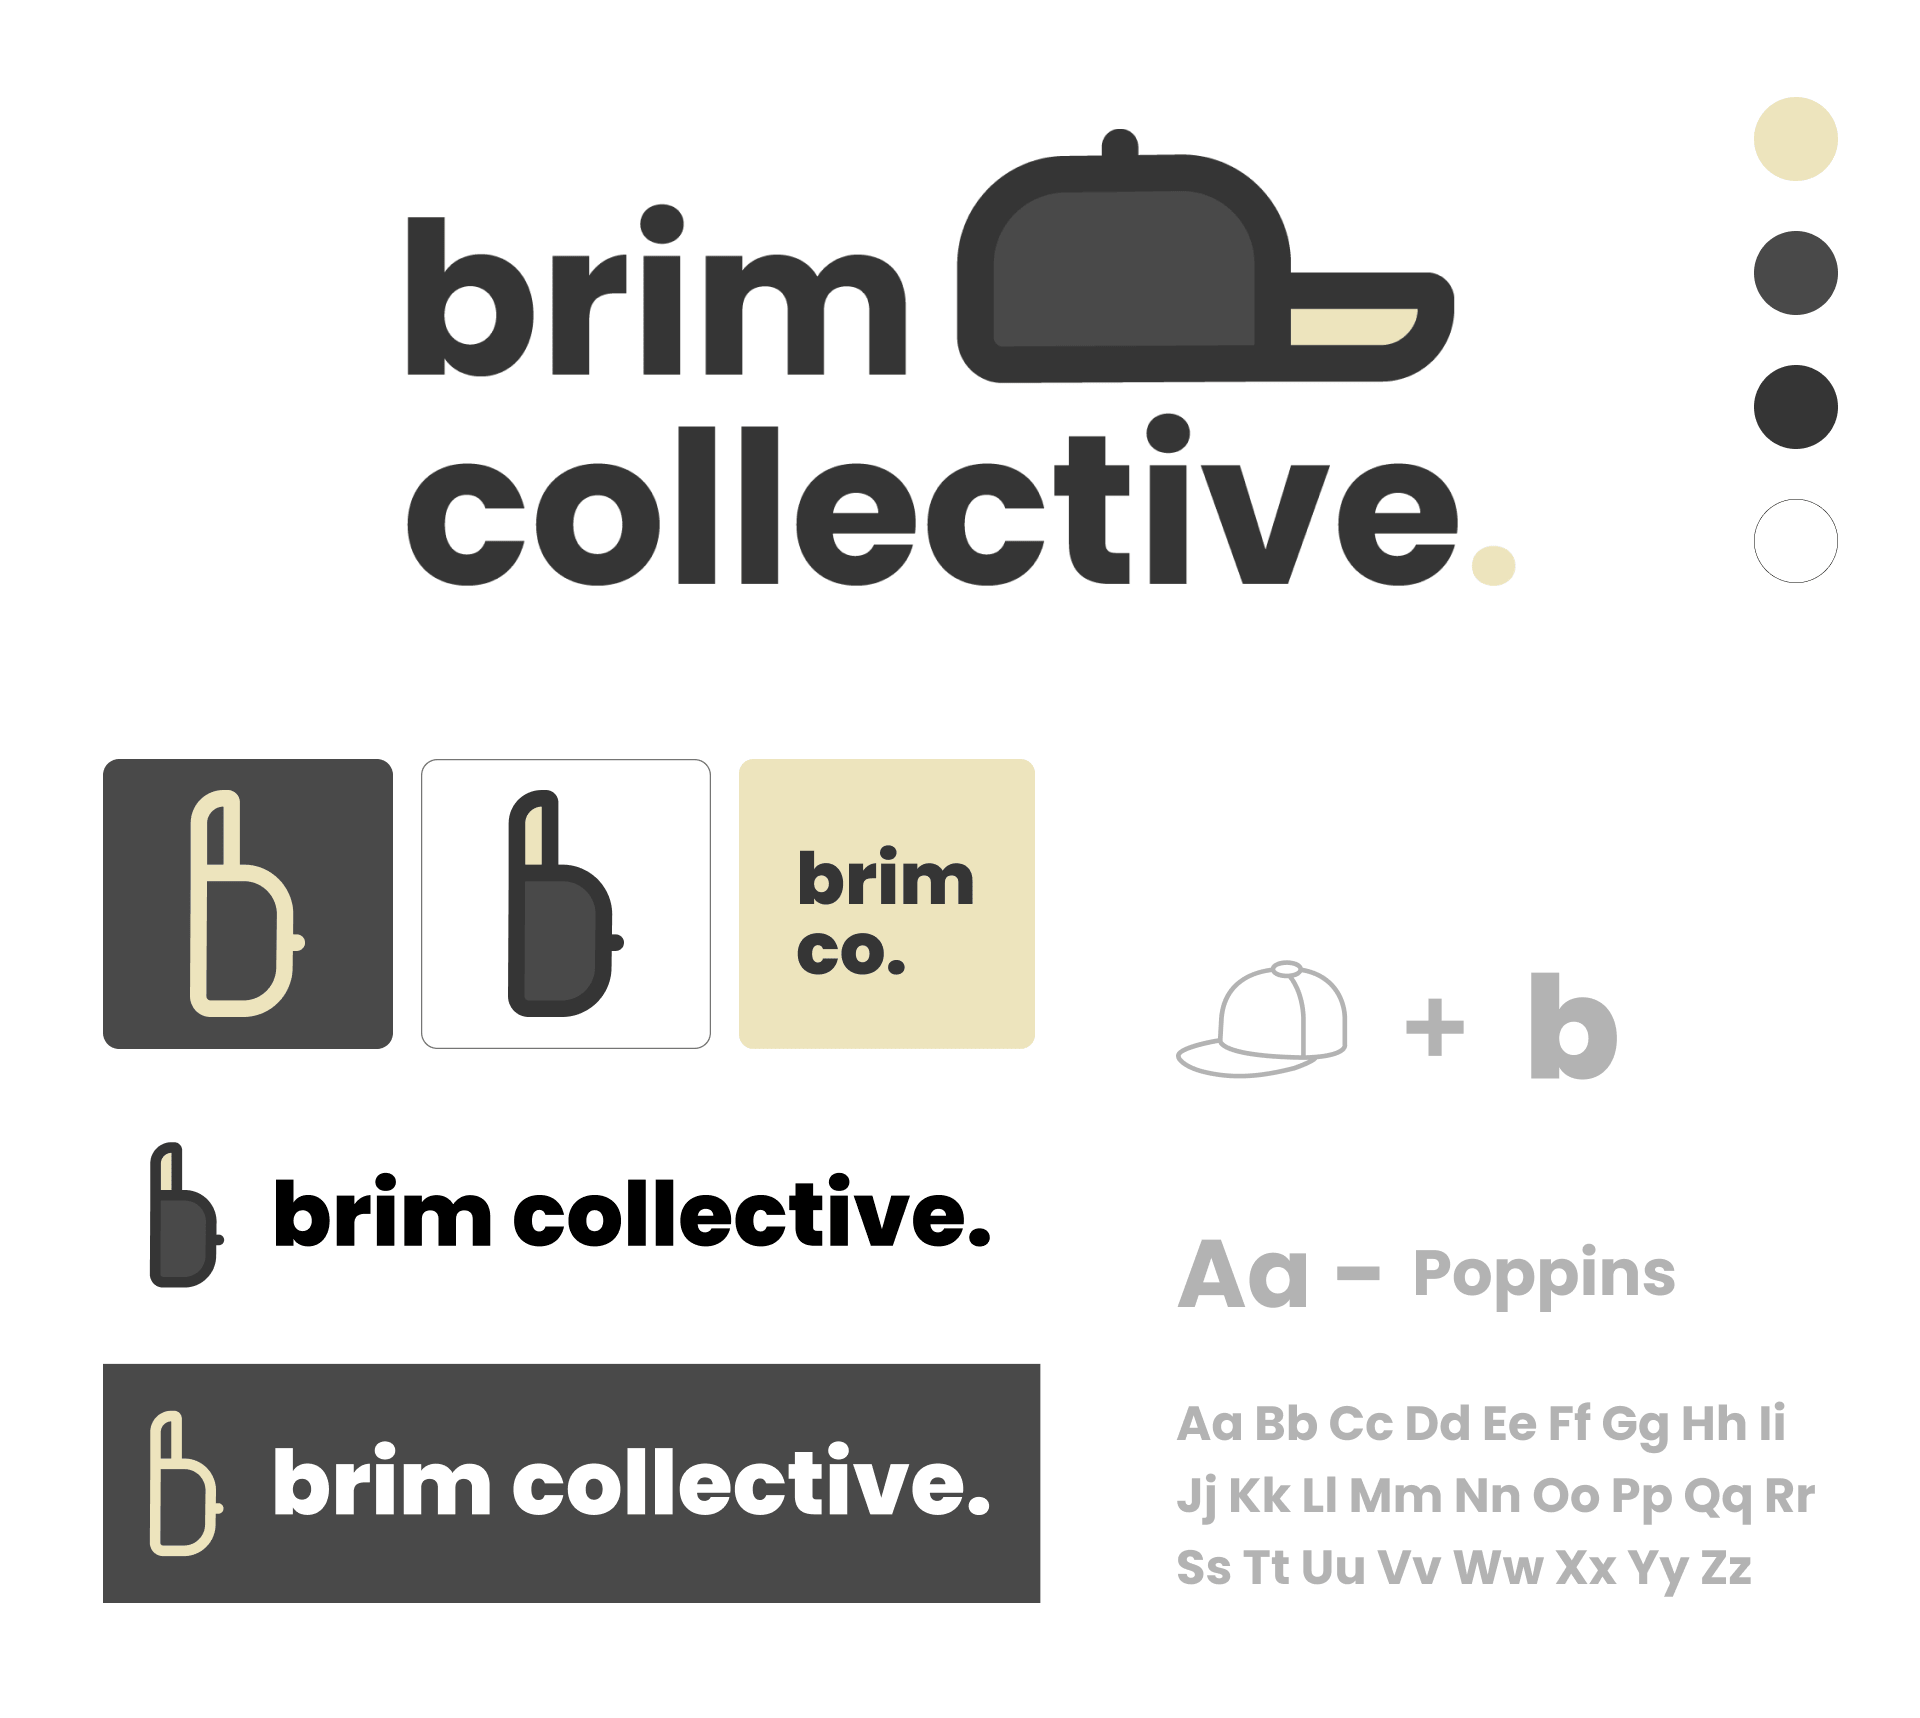 brim
collective.
brim
co.
+ b
brim collective.
Aa – Poppins
brim collective.
Aa Bb Cc Dd Ee Ff Gg Hh Ii
Jj Kk Ll Mm Nn Oo Pp Qq Rr
Ss Tt Uu Vv Ww Xx Yy Zz